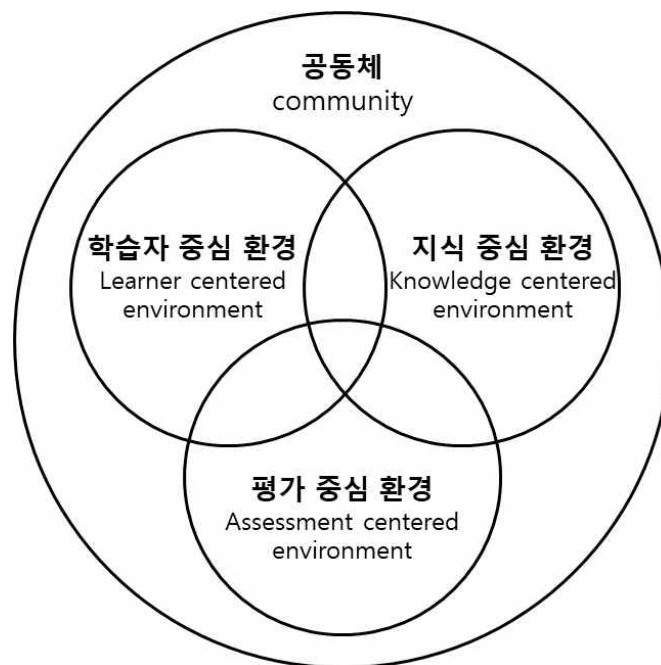 공동체
community
학습자 중심 환경
Learner centered
environment
지식 중심 환경
Knowledge centered
environment
평가 중심 환경
Assessment centered
environment